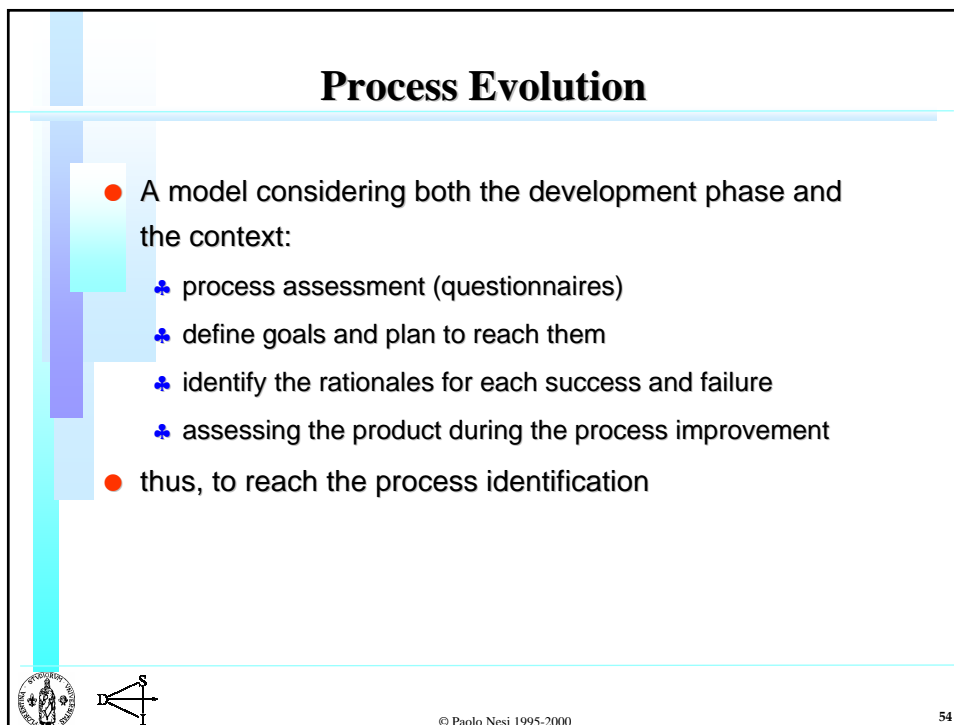 Process Evolution
A model considering both the development phase and
the context:
process assessment (questionnaires)
define goals and plan to reach them
identify the rationales for each success and failure
assessing the product during the process improvement
thus, to reach the process identification
D S I
© Paolo Nesi 1995-2000
54